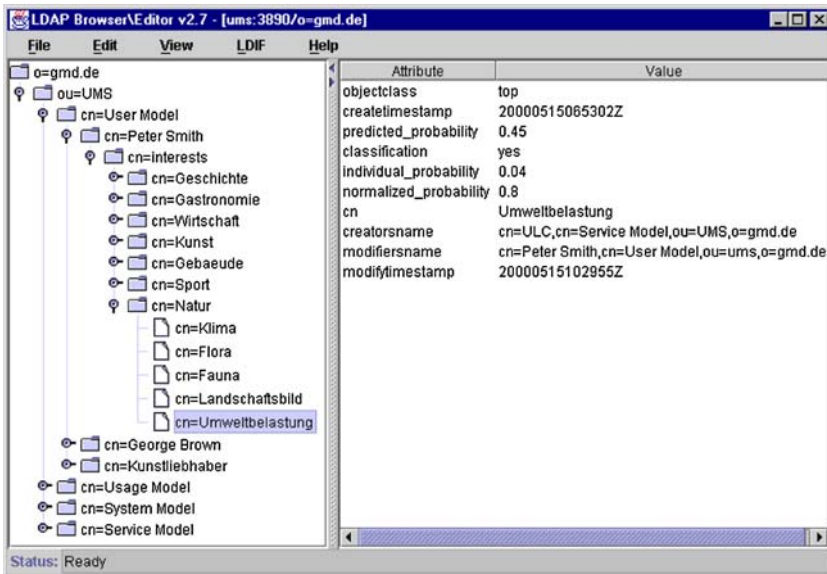 LDAP Browser\Editor v2.7 - [ums:3890/o=gmd.de]
File Edit View LDIF Help
o=gmd.de
ou=UMS
cn=User Model
cn=Peter Smith
cn=interests
cn=Geschichte
cn=Gastronomie
cn=Wirtschaft
cn=Kunst
cn=Gebaeude
cn=Sport
cn=Natur
cn=Klima
cn=Flora
cn=Fauna
cn=Landschaftsbild
cn=Umweltbelastung
cn=George Brown
cn=Kunstliebhaber
cn=Usage Model
cn=System Model
cn=Service Model
Attribute Value
objectclass top
createtimestamp 20000515065302Z
predicted_probability 0.45
classification yes
individual_probability 0.04
normalized_probability 0.8
cn Umweltbelastung
creatorsname cn=ULC,cn=Service Model,ou=UMS,o=gmd.de
modifiersname cn=Peter Smith,cn=User Model,ou=ums,o=gmd.de
modifytimestamp 20000515102955Z
Status: Ready